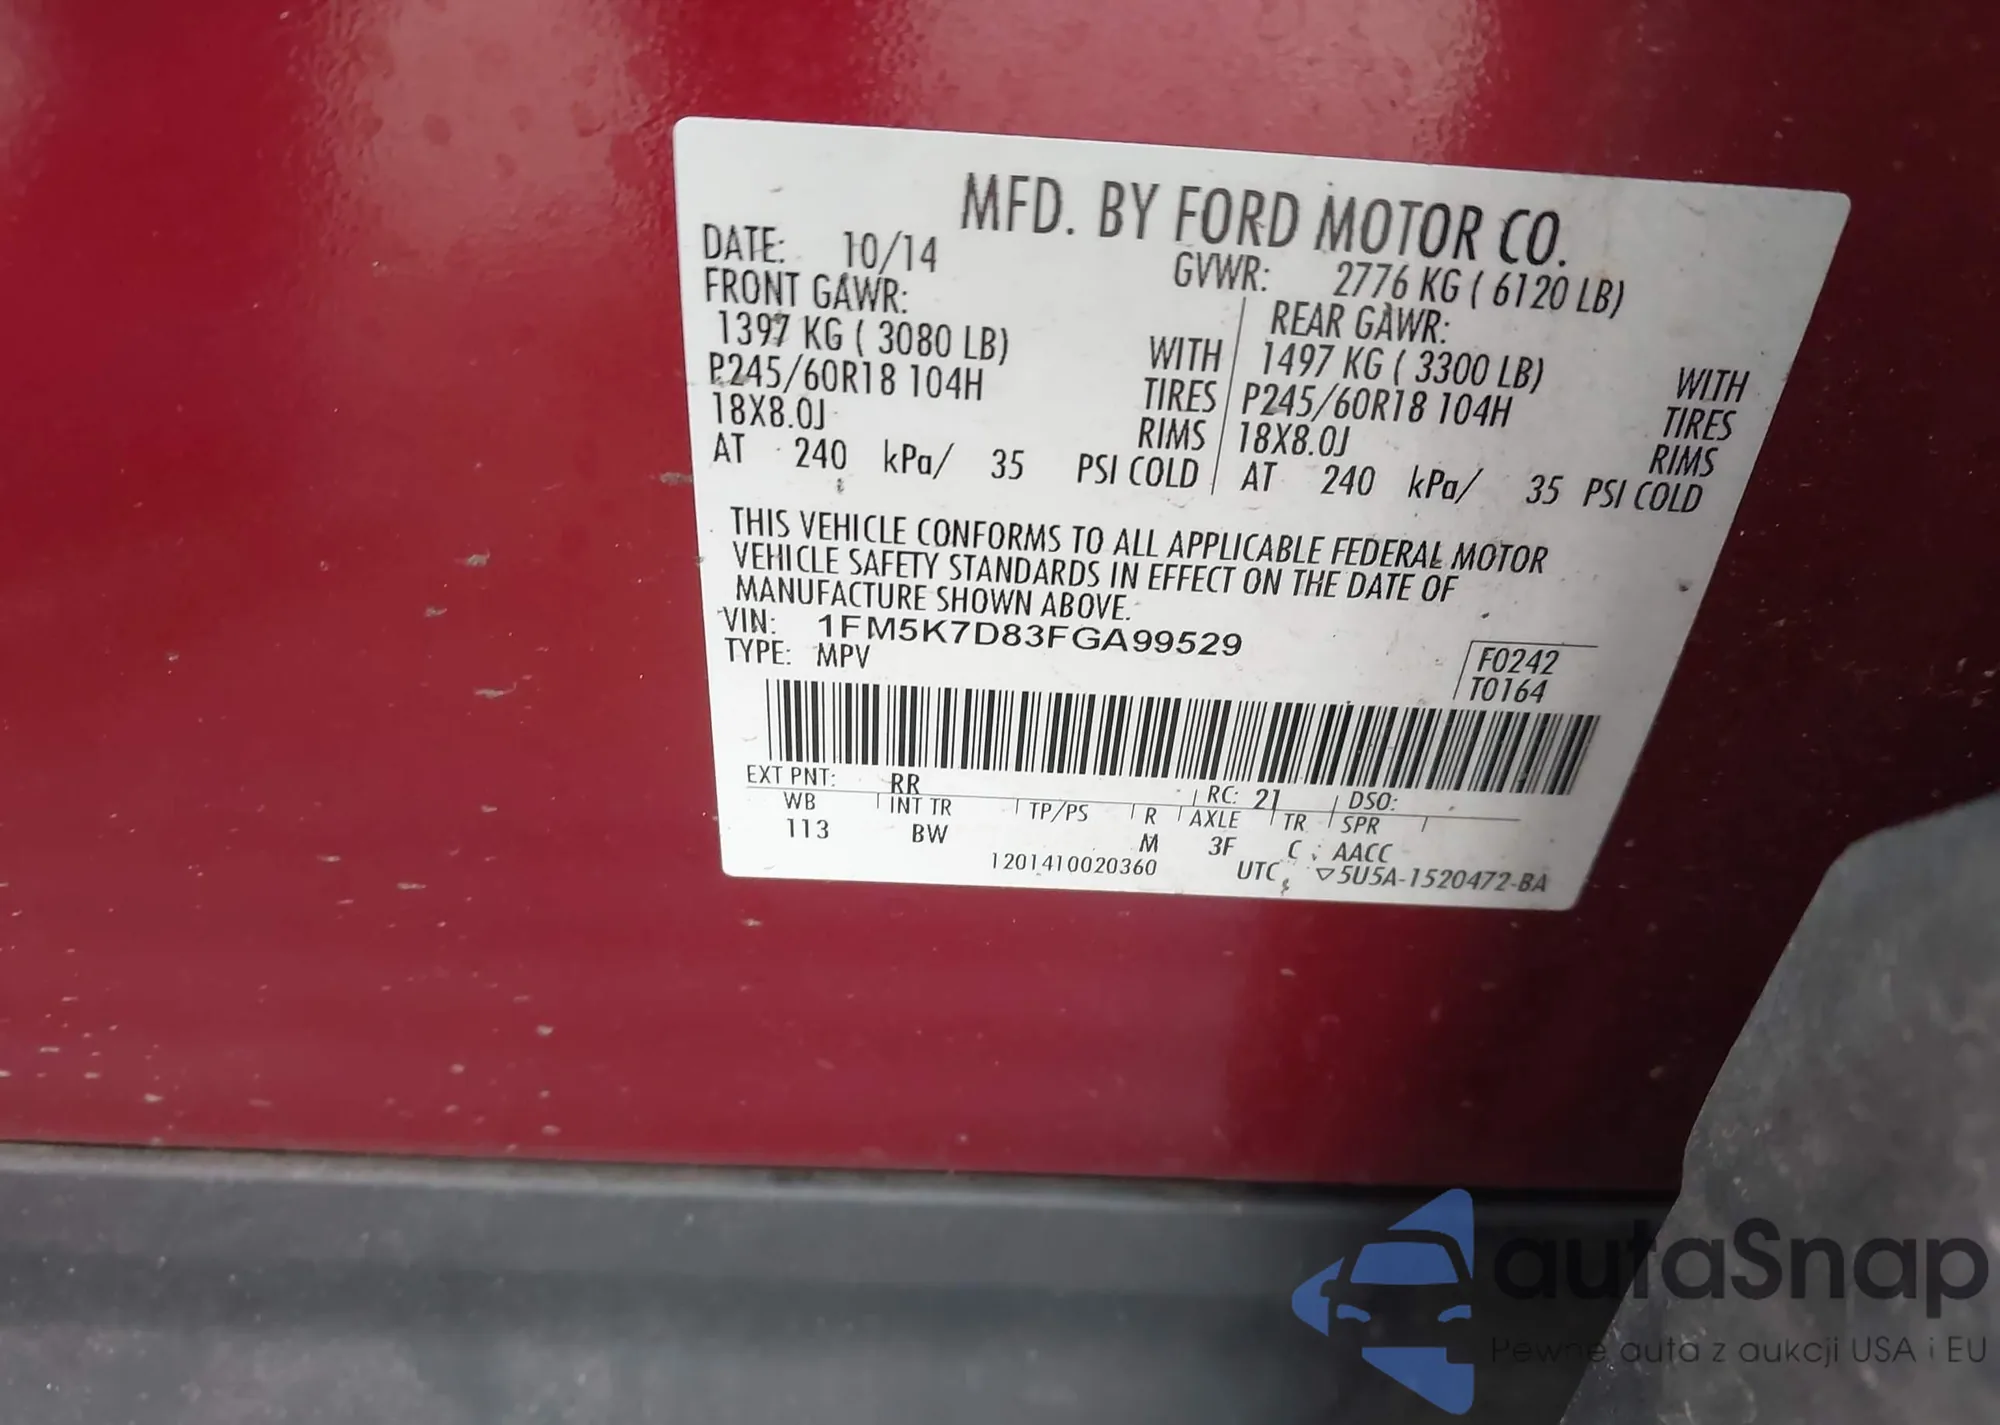 MFD. BY FORD MOTOR CO.
DATE: 10/14 GVWR: 2776 KG ( 6120 LB)
FRONT GAWR: REAR GAWR:
1397 KG ( 3080 LB) WITH 1497 KG ( 3300 LB) WITH
P245/60R18 104H TIRES P245/60R18 104H TIRES
18X8.0J RIMS 18X8.0J RIMS
AT 240 kPa/ 35 PSI COLD AT 240 kPa/ 35 PSI COLD
THIS VEHICLE CONFORMS TO ALL APPLICABLE FEDERAL MOTOR
VEHICLE SAFETY STANDARDS IN EFFECT ON THE DATE OF
MANUFACTURE SHOWN ABOVE.
VIN: 1FM5K7D83FGA99529
TYPE: MPV
F0242
T0164
EXT PNT: RR RC: 21 DSO:
WB INT TR TP/PS R AXLE TR SPR
113 BW M 3F C AACC
1201410020360 UTC ▽5U5A-1520472-BA
autaSnap
Pewne auta z aukcji USA i EU